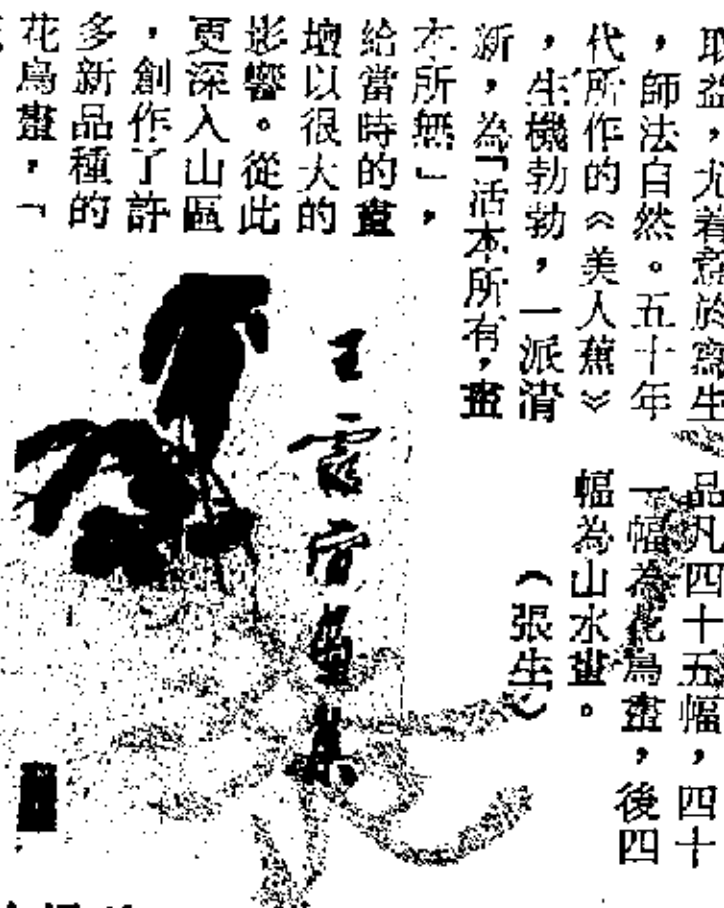 取益，尤着意於寫生
，師法自然。五十年
代所作的《美人蕉》
，生機勃勃，一派清
新，為「活本所有，畫
本所無」，
給當時的畫
壇以很大的
影響。從此
更深入山區
，創作了許
多新品種的
花鳥畫，「
品凡四十五幅，四十
一幅為花鳥畫，後四
幅為山水畫。
（張生）
王霞宙畫集